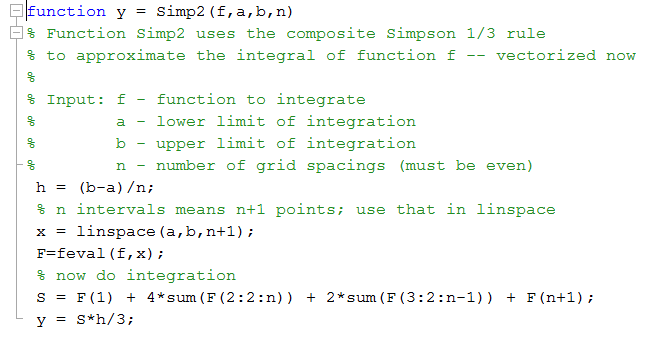 function y = Simp2(f,a,b,n)
% Function Simp2 uses the composite Simpson 1/3 rule
% to approximate the integral of function f -- vectorized now
%
% Input: f - function to integrate
%        a - lower limit of integration
%        b - upper limit of integration
%        n - number of grid spacings (must be even)
h = (b-a)/n;
% n intervals means n+1 points; use that in linspace
x = linspace(a,b,n+1);
F=feval(f,x);
% now do integration
S = F(1) + 4*sum(F(2:2:n)) + 2*sum(F(3:2:n-1)) + F(n+1);
y = S*h/3;